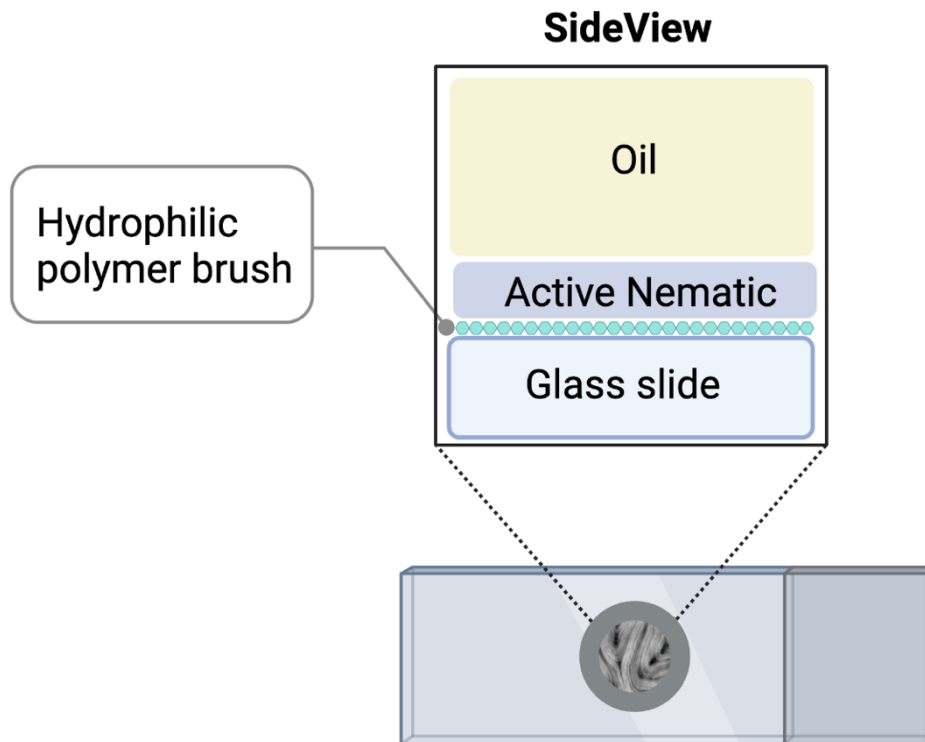 SideView
Oil
Hydrophilic
polymer brush
Active Nematic
Glass slide